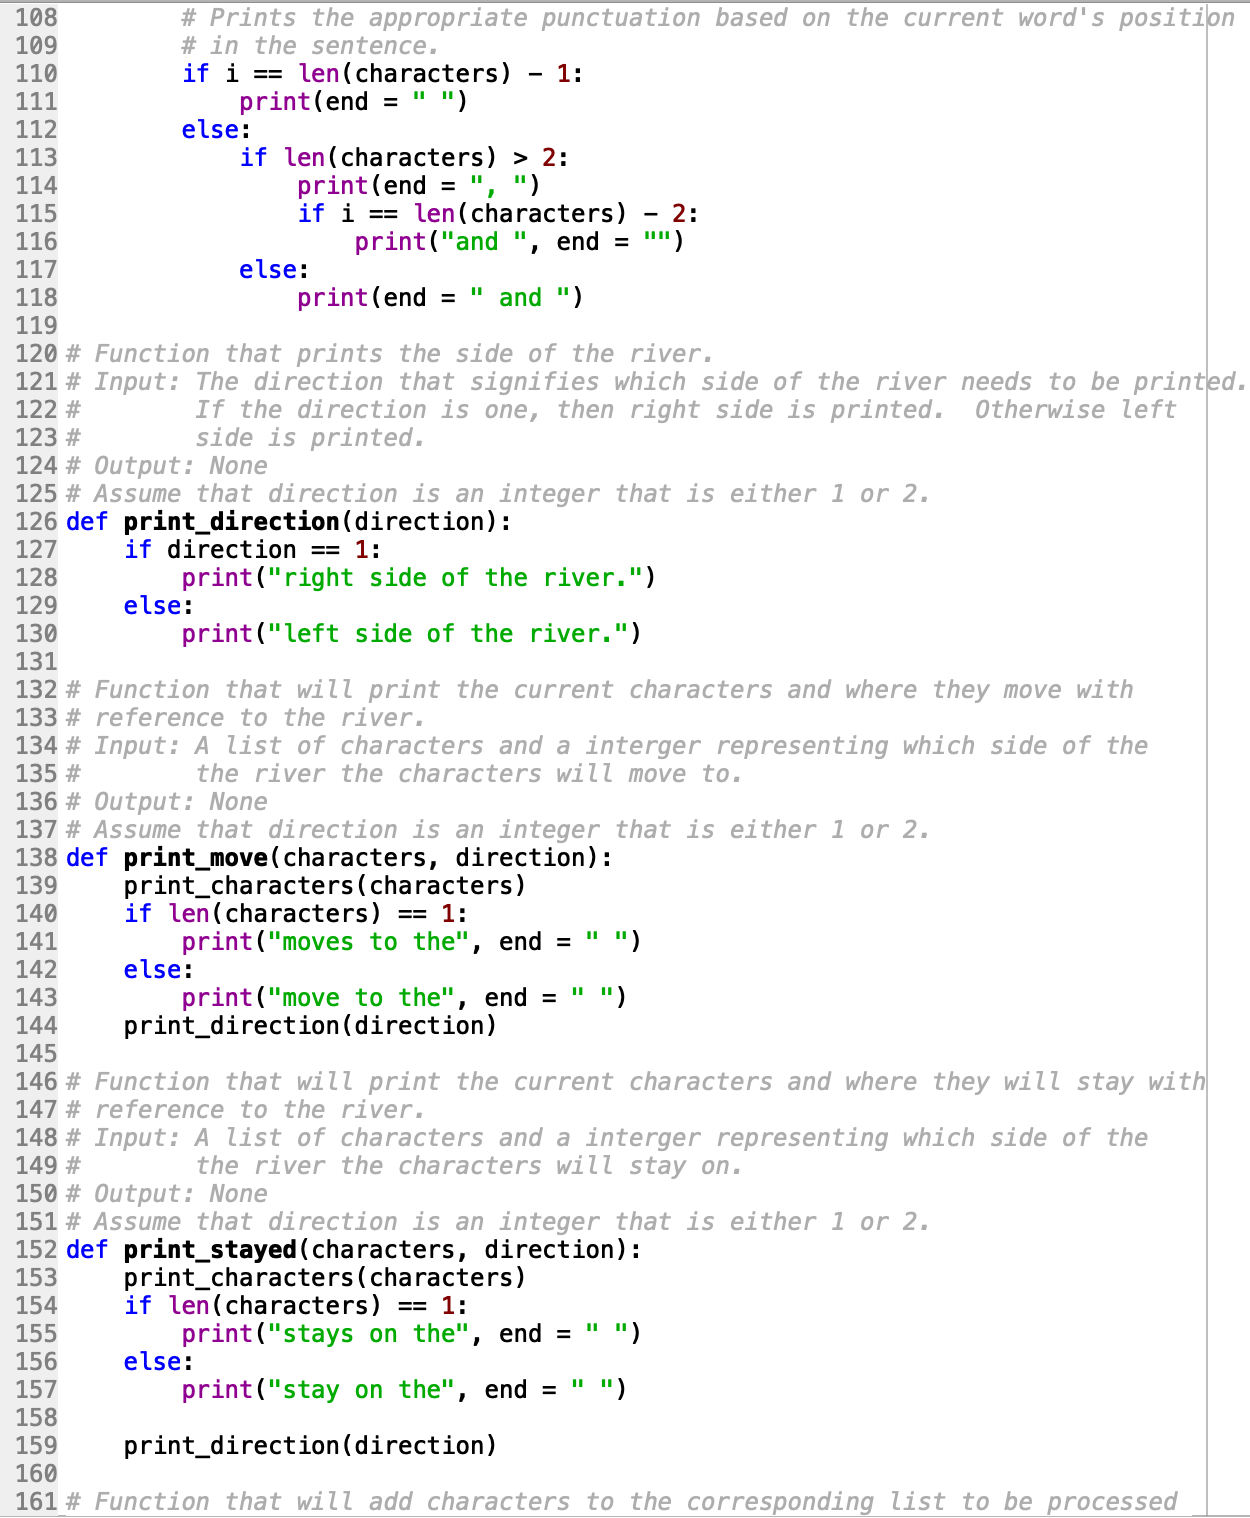 108         # Prints the appropriate punctuation based on the current word's position
109         # in the sentence.
110         if i == len(characters) - 1:
111             print(end = " ")
112         else:
113             if len(characters) > 2:
114                 print(end = ", ")
115                 if i == len(characters) - 2:
116                     print("and ", end = "")
117             else:
118                 print(end = " and ")
119
120 # Function that prints the side of the river.
121 # Input: The direction that signifies which side of the river needs to be printed.
122 #        If the direction is one, then right side is printed.  Otherwise left
123 #        side is printed.
124 # Output: None
125 # Assume that direction is an integer that is either 1 or 2.
126 def print_direction(direction):
127     if direction == 1:
128         print("right side of the river.")
129     else:
130         print("left side of the river.")
131
132 # Function that will print the current characters and where they move with
133 # reference to the river.
134 # Input: A list of characters and a interger representing which side of the
135 #        the river the characters will move to.
136 # Output: None
137 # Assume that direction is an integer that is either 1 or 2.
138 def print_move(characters, direction):
139     print_characters(characters)
140     if len(characters) == 1:
141         print("moves to the", end = " ")
142     else:
143         print("move to the", end = " ")
144     print_direction(direction)
145
146 # Function that will print the current characters and where they will stay with
147 # reference to the river.
148 # Input: A list of characters and a interger representing which side of the
149 #        the river the characters will stay on.
150 # Output: None
151 # Assume that direction is an integer that is either 1 or 2.
152 def print_stayed(characters, direction):
153     print_characters(characters)
154     if len(characters) == 1:
155         print("stays on the", end = " ")
156     else:
157         print("stay on the", end = " ")
158
159     print_direction(direction)
160
161 # Function that will add characters to the corresponding list to be processed